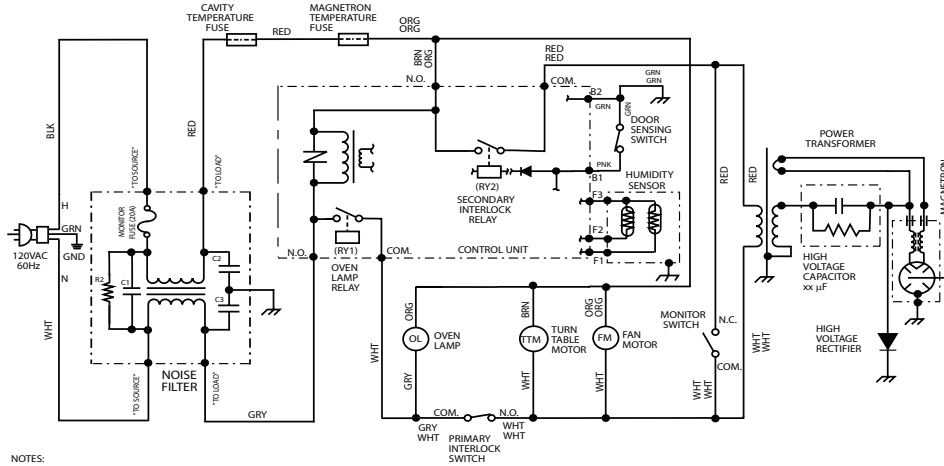 CAVITY
TEMPERATURE
FUSE
RED
MAGNETRON
TEMPERATURE
FUSE
ORG
ORG
BRN
ORG
RED
RED
N.O.
COM.
B2
GRN
GRN
GRN
GRN
DOOR
SENSING
SWITCH
PNK
B1
HUMIDITY
SENSOR
F3
F2
F1
(RY2)
SECONDARY
INTERLOCK
RELAY
CONTROL UNIT
(RY1)
N.O.
COM.
OVEN
LAMP
RELAY
BLK
RED
"TO SOURCE"
"TO LOAD"
H
GRN
GND
120VAC
60Hz
N
WHT
MONITOR
FUSE (20A)
R2
C1
C2
C3
NOISE
FILTER
"TO SOURCE"
"TO LOAD"
GRY
WHT
ORG
OL
OVEN
LAMP
GRY
BRN
TTM
TURN
TABLE
MOTOR
WHT
ORG
ORG
FM
FAN
MOTOR
WHT
COM.
N.O.
GRY
WHT
WHT
WHT
PRIMARY
INTERLOCK
SWITCH
MONITOR
SWITCH
N.C.
COM.
WHT
WHT
RED
RED
WHT
WHT
POWER
TRANSFORMER
HIGH
VOLTAGE
CAPACITOR
xx µF
HIGH
VOLTAGE
RECTIFIER
MAGNETRON
NOTES: